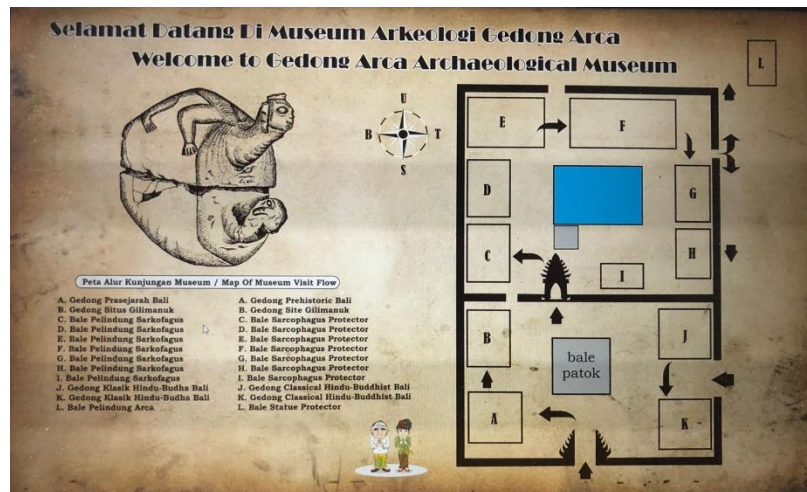 Selamat Datang Di Museum Arkeologi Gedong Arca
Welcome to Gedong Arca Archaeological Museum
U
B T
S
Peta Alur Kunjungan Museum / Map Of Museum Visit Flow
A. Gedong Prasejarah Bali
B. Gedong Situs Gilimanuk
C. Bale Pelindung Sarkofagus
D. Bale Pelindung Sarkofagus
E. Bale Pelindung Sarkofagus
F. Bale Pelindung Sarkofagus
G. Bale Pelindung Sarkofagus
H. Bale Pelindung Sarkofagus
I. Bale Pelindung Sarkofagus
J. Gedong Klasik Hindu-Budha Bali
K. Gedong Klasik Hindu-Budha Bali
L. Bale Pelindung Arca
A. Gedong Prehistoric Bali
B. Gedong Site Gilimanuk
C. Bale Sarcophagus Protector
D. Bale Sarcophagus Protector
E. Bale Sarcophagus Protector
F. Bale Sarcophagus Protector
G. Bale Sarcophagus Protector
H. Bale Sarcophagus Protector
I. Bale Sarcophagus Protector
J. Gedong Classical Hindu-Buddhist Bali
K. Gedong Classical Hindu-Buddhist Bali
L. Bale Statue Protector
L
E
F
D
G
C
H
I
B
J
bale
patok
A
K